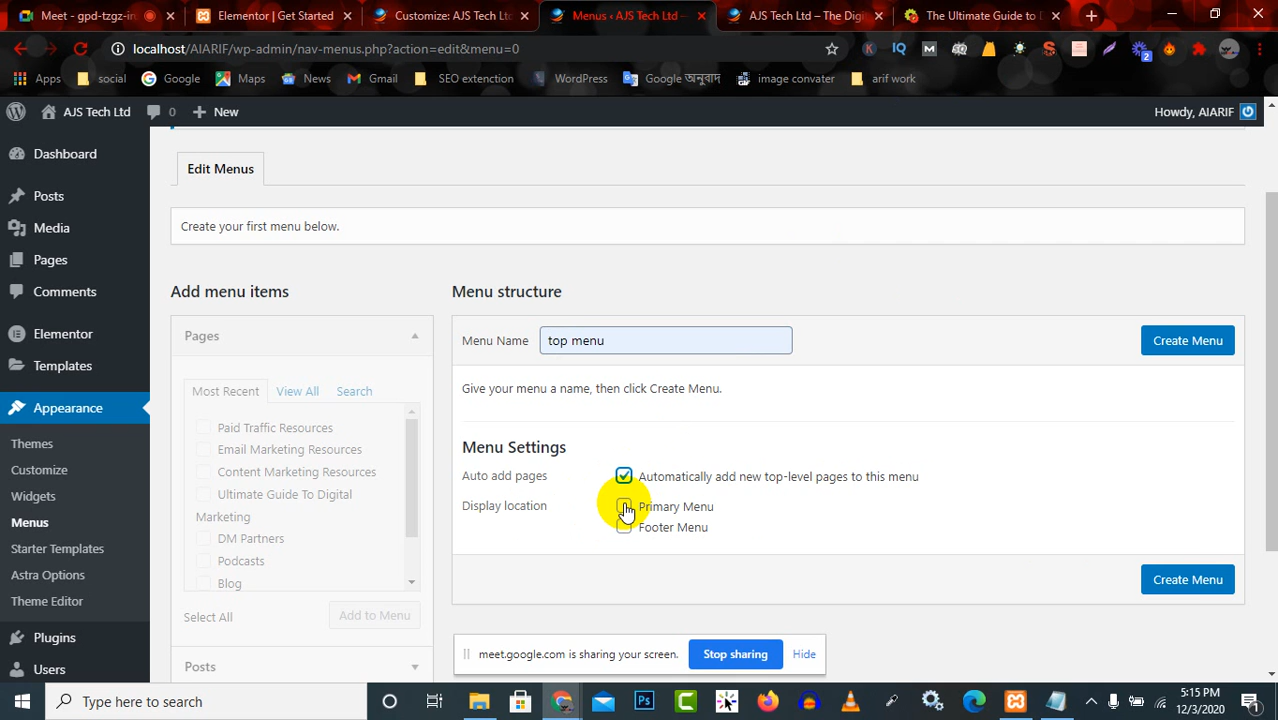 Meet - gpd-tzgz-i
Elementor | Get Started
Customize: AJS Tech Ltd
Menus ‹ AJS Tech Ltd —
AJS Tech Ltd – The Digi
The Ultimate Guide to D
localhost/AIARIF/wp-admin/nav-menus.php?action=edit&menu=0
Apps
social
Google
Maps
News
Gmail
SEO extenction
WordPress
Google অনুবাদ
image convater
arif work
AJS Tech Ltd
0
New
Howdy, AIARIF
Dashboard
Posts
Media
Pages
Comments
Elementor
Templates
Appearance
Themes
Customize
Widgets
Menus
Starter Templates
Astra Options
Theme Editor
Plugins
Users
Edit Menus
Create your first menu below.
Add menu items
Pages
Most Recent
View All
Search
Paid Traffic Resources
Email Marketing Resources
Content Marketing Resources
Ultimate Guide To Digital
Marketing
DM Partners
Podcasts
Blog
Select All
Add to Menu
Posts
Menu structure
Menu Name
top menu
Create Menu
Give your menu a name, then click Create Menu.
Menu Settings
Auto add pages
Automatically add new top-level pages to this menu
Display location
Primary Menu
Footer Menu
Create Menu
meet.google.com is sharing your screen.
Stop sharing
Hide
Type here to search
5:15 PM
12/3/2020